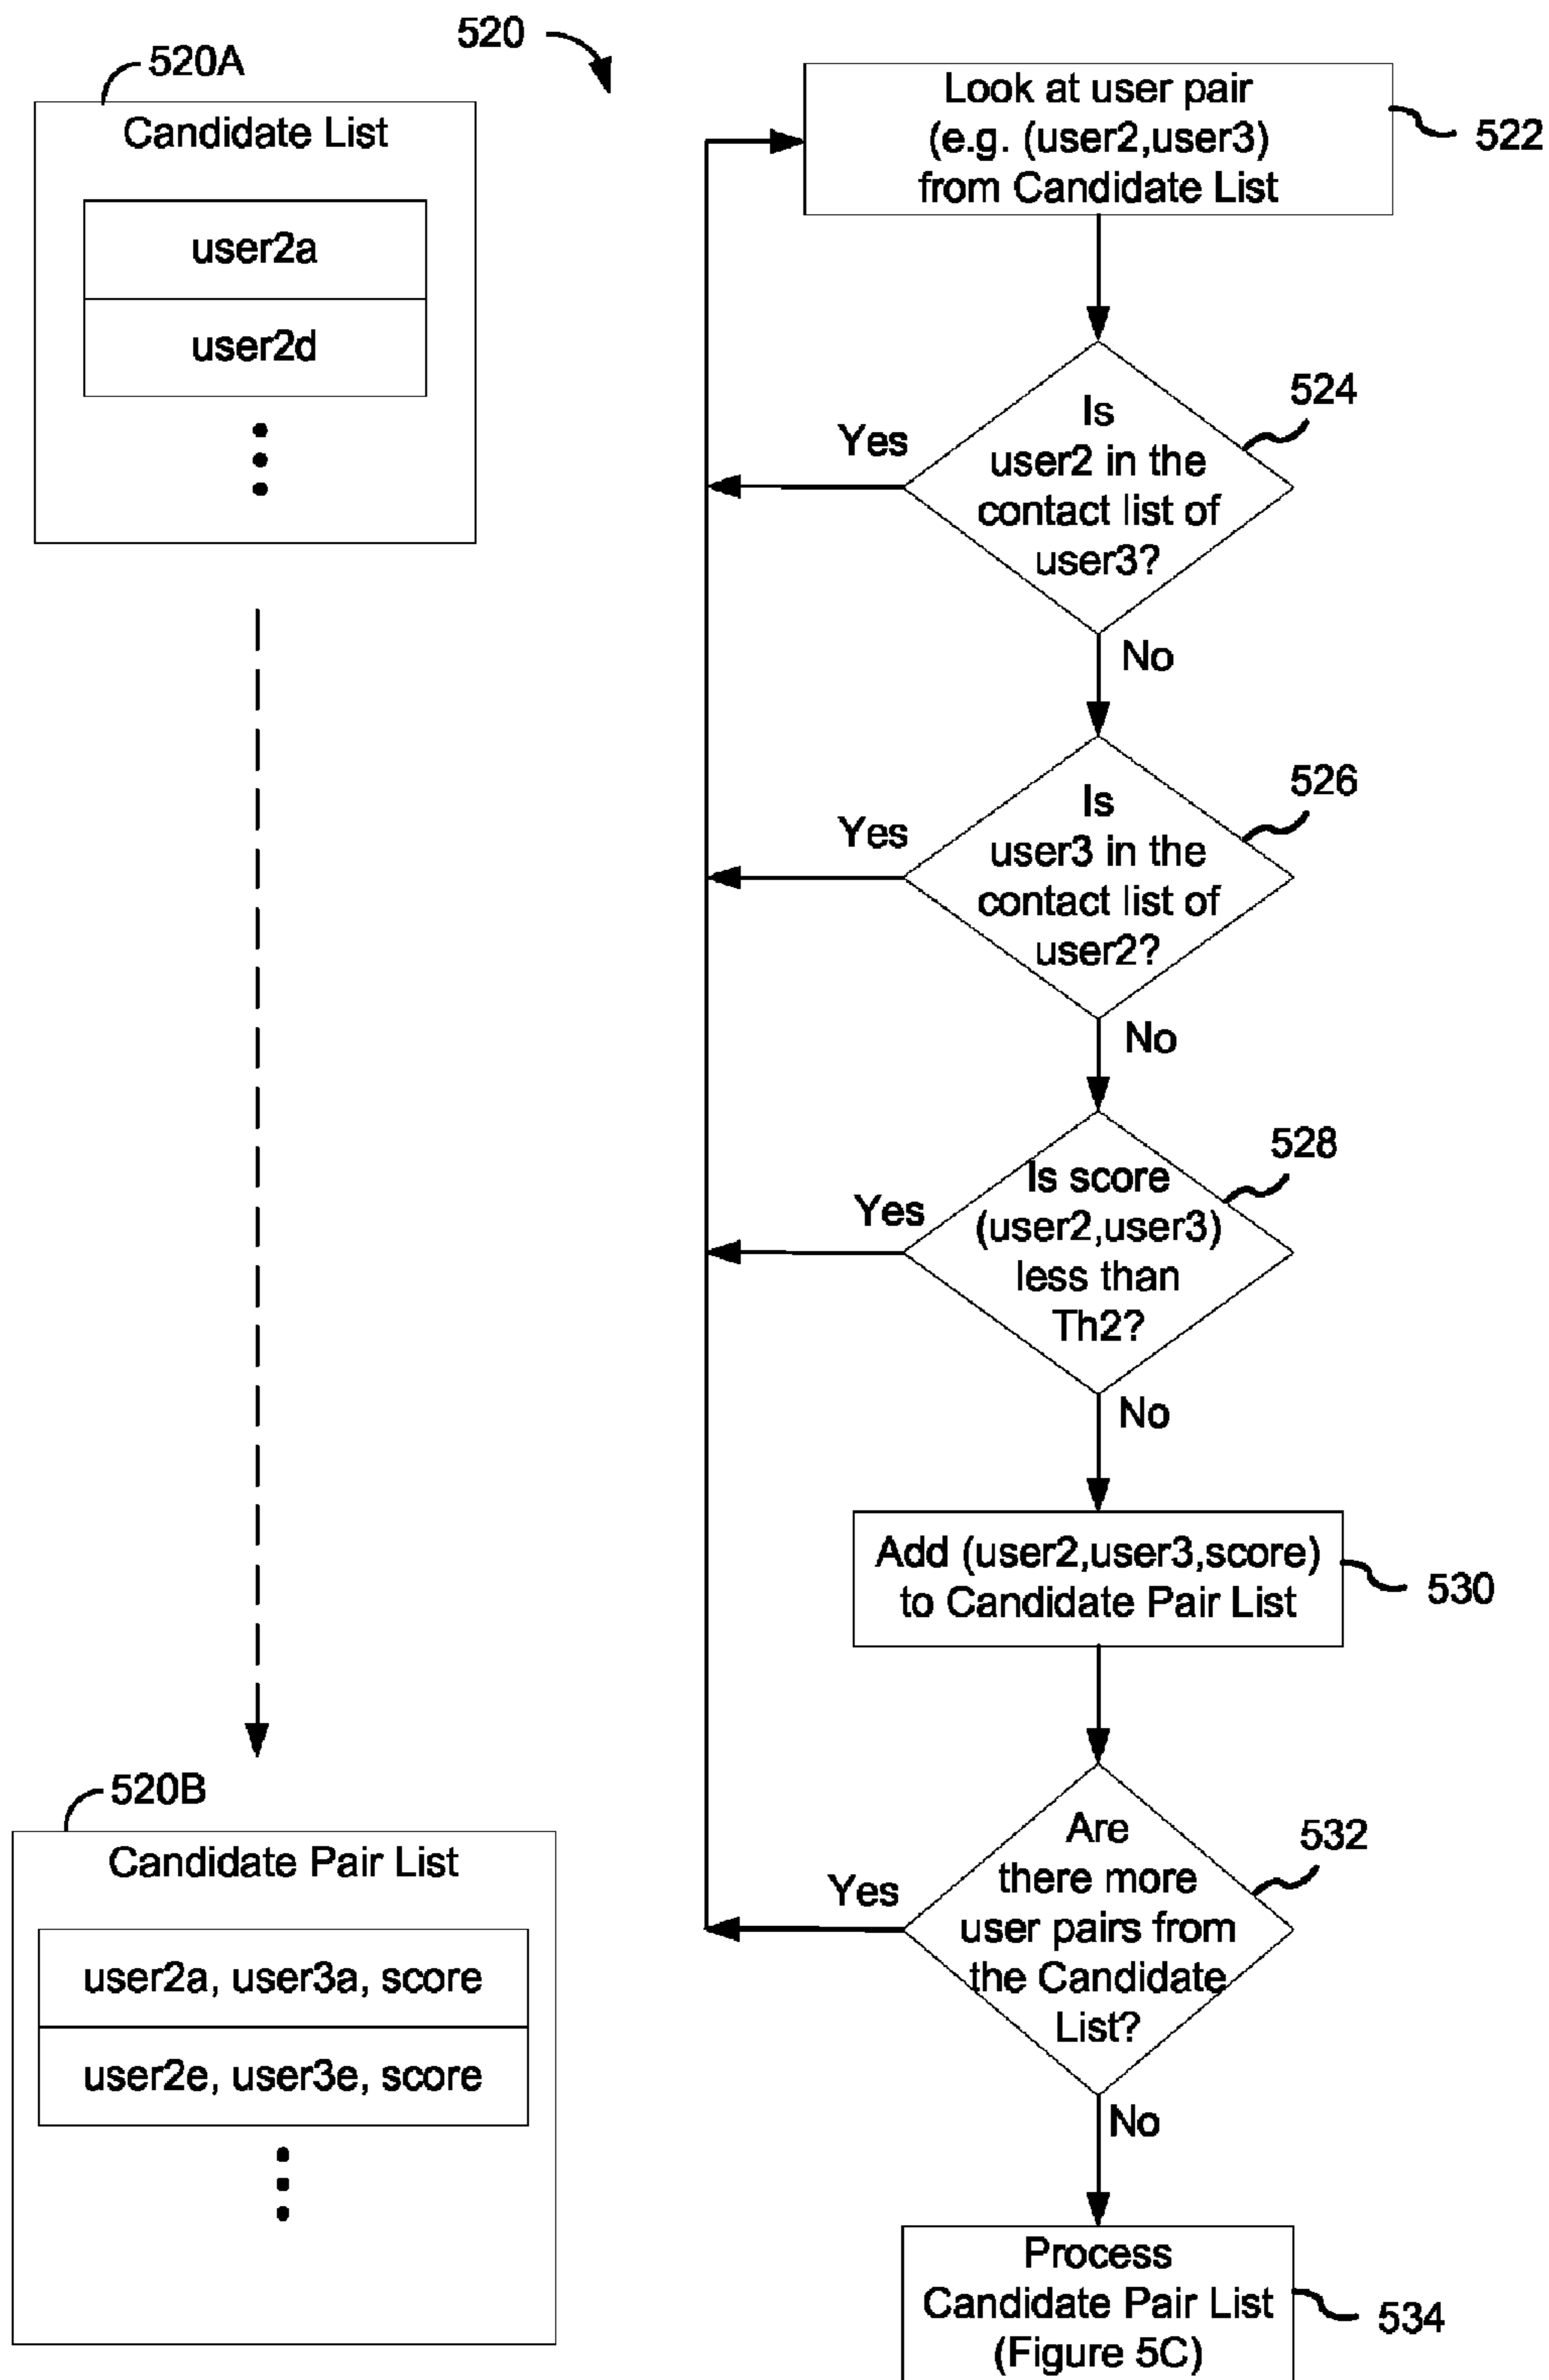 520
520A
Candidate List
user2a
user2d
520B
Candidate Pair List
user2a, user3a, score
user2e, user3e, score
Look at user pair
(e.g. (user2,user3)
from Candidate List
522
Is
user2 in the
contact list of
user3?
524
Yes
No
Is
user3 in the
contact list of
user2?
526
Yes
No
Is score
(user2,user3)
less than
Th2?
528
Yes
No
Add (user2,user3,score)
to Candidate Pair List
530
Are
there more
user pairs from
the Candidate
List?
532
Yes
No
Process
Candidate Pair List
(Figure 5C)
534